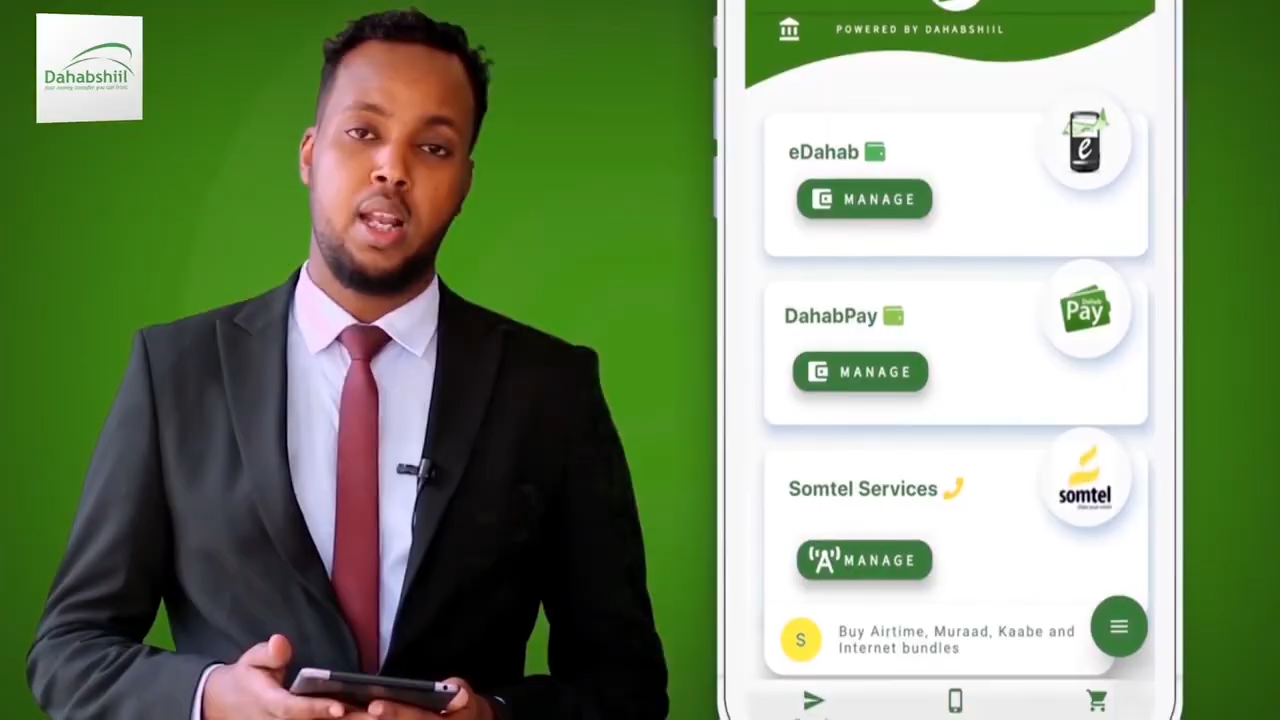 Dahabshiil
POWERED BY DAHABSHIIL
eDahab
e
MANAGE
DahabPay
Dahab
Pay
MANAGE
Somtel Services
somtel
MANAGE
S
Buy Airtime, Muraad, Kaabe and
Internet bundles